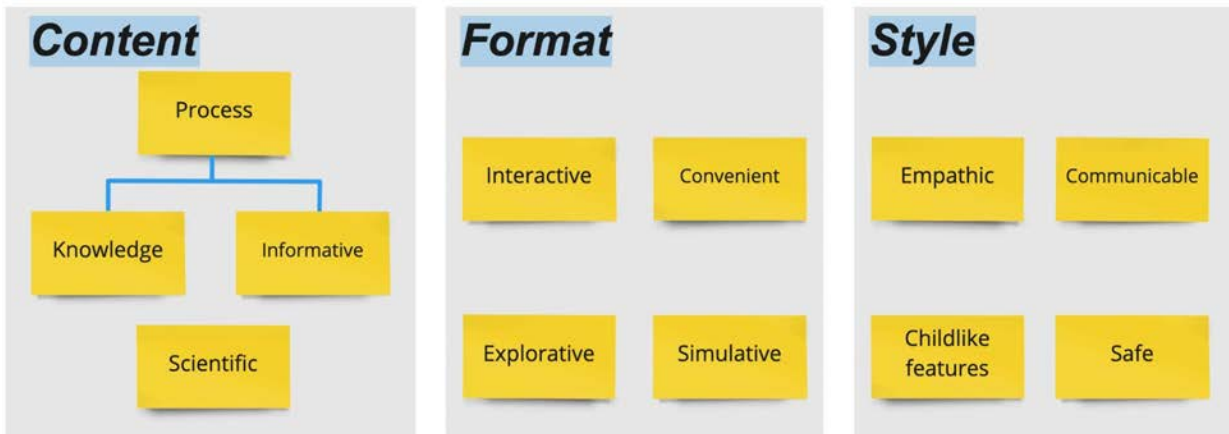 Content
Process
Knowledge
Informative
Scientific
Format
Interactive
Convenient
Explorative
Simulative
Style
Empathic
Communicable
Childlike
features
Safe